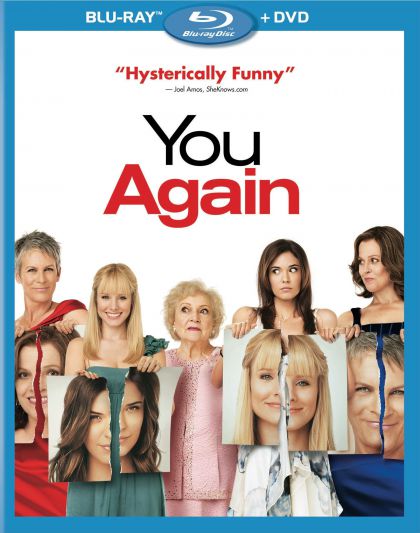 BLU-RAY™ Blu-ray Disc + DVD
"Hysterically Funny"
— Joel Amos, SheKnows.com
You
Again